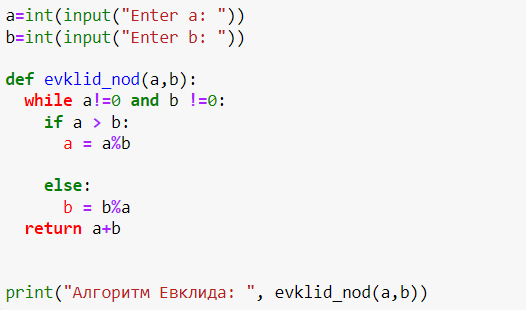 a=int(input("Enter a: "))
b=int(input("Enter b: "))
def evklid_nod(a,b):
  while a!=0 and b !=0:
    if a > b:
      a = a%b
    else:
      b = b%a
  return a+b
print("Алгоритм Евклида: ", evklid_nod(a,b))